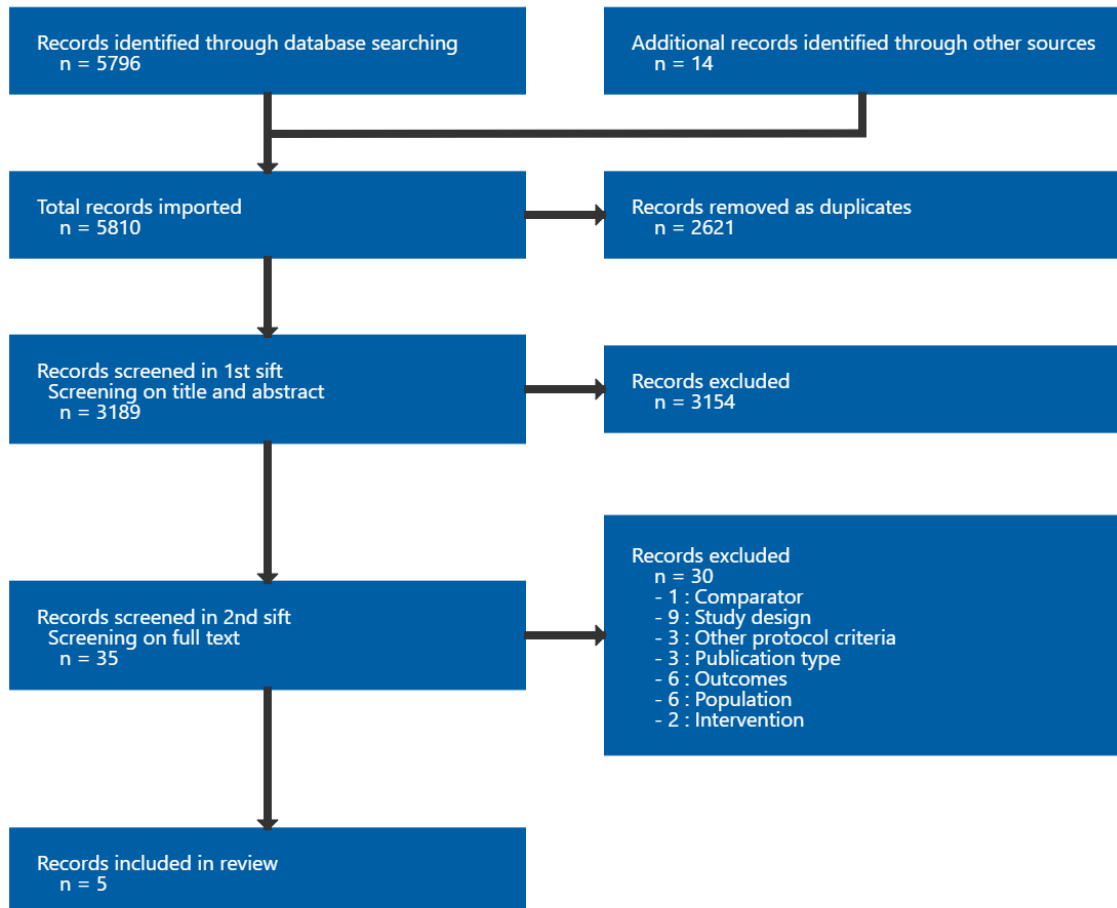 Records identified through database searching
n = 5796
Additional records identified through other sources
n = 14
Total records imported
n = 5810
Records removed as duplicates
n = 2621
Records screened in 1st sift
Screening on title and abstract
n = 3189
Records excluded
n = 3154
Records screened in 2nd sift
Screening on full text
n = 35
Records excluded
n = 30
- 1 : Comparator
- 9 : Study design
- 3 : Other protocol criteria
- 3 : Publication type
- 6 : Outcomes
- 6 : Population
- 2 : Intervention
Records included in review
n = 5